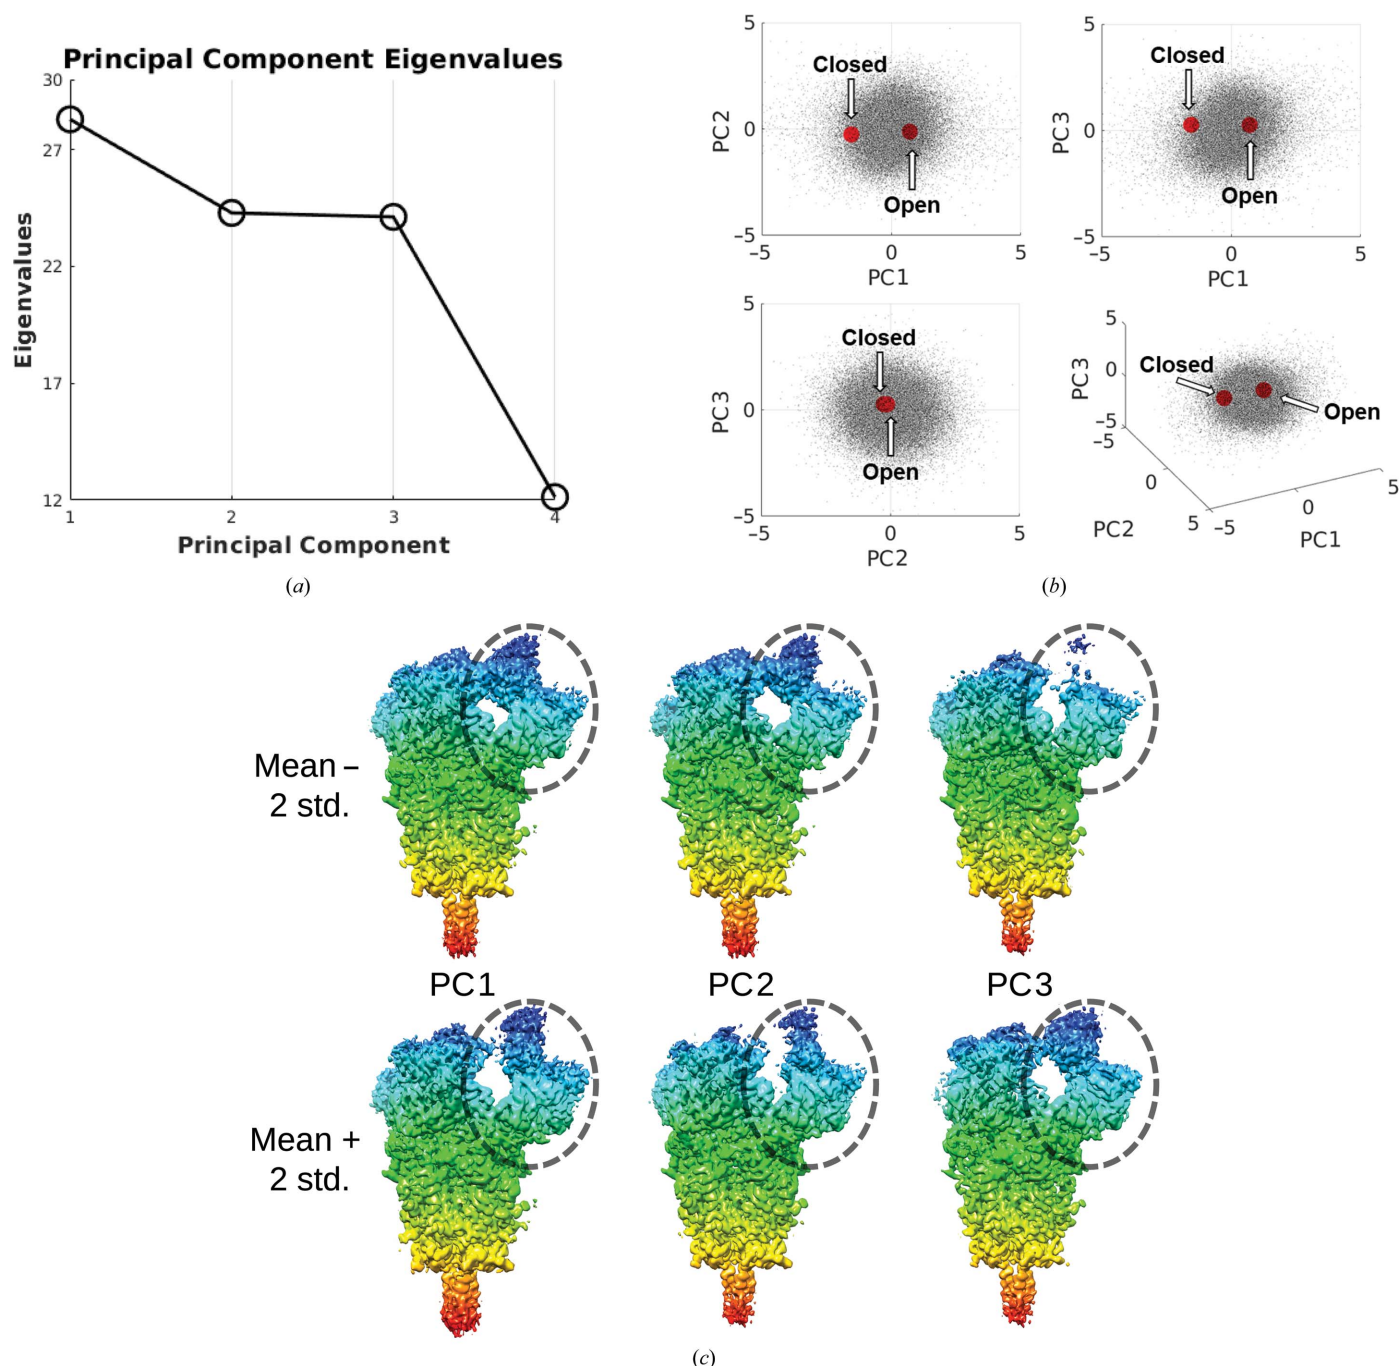 Principal Component Eigenvalues
Eigenvalues
30
27
22
17
12
1 2 3 4
Principal Component
(a)
PC2
5
0
–5
Closed
Open
–5 0 5
PC1
PC3
5
0
–5
Closed
Open
–5 0 5
PC1
PC3
5
0
–5
Closed
Open
–5 0 5
PC2
PC3
5
0
–5
Closed
Open
–5
0
5
PC2
–5
0
5
PC1
(b)
Mean –
2 std.
PC1 PC2 PC3
Mean +
2 std.
(c)